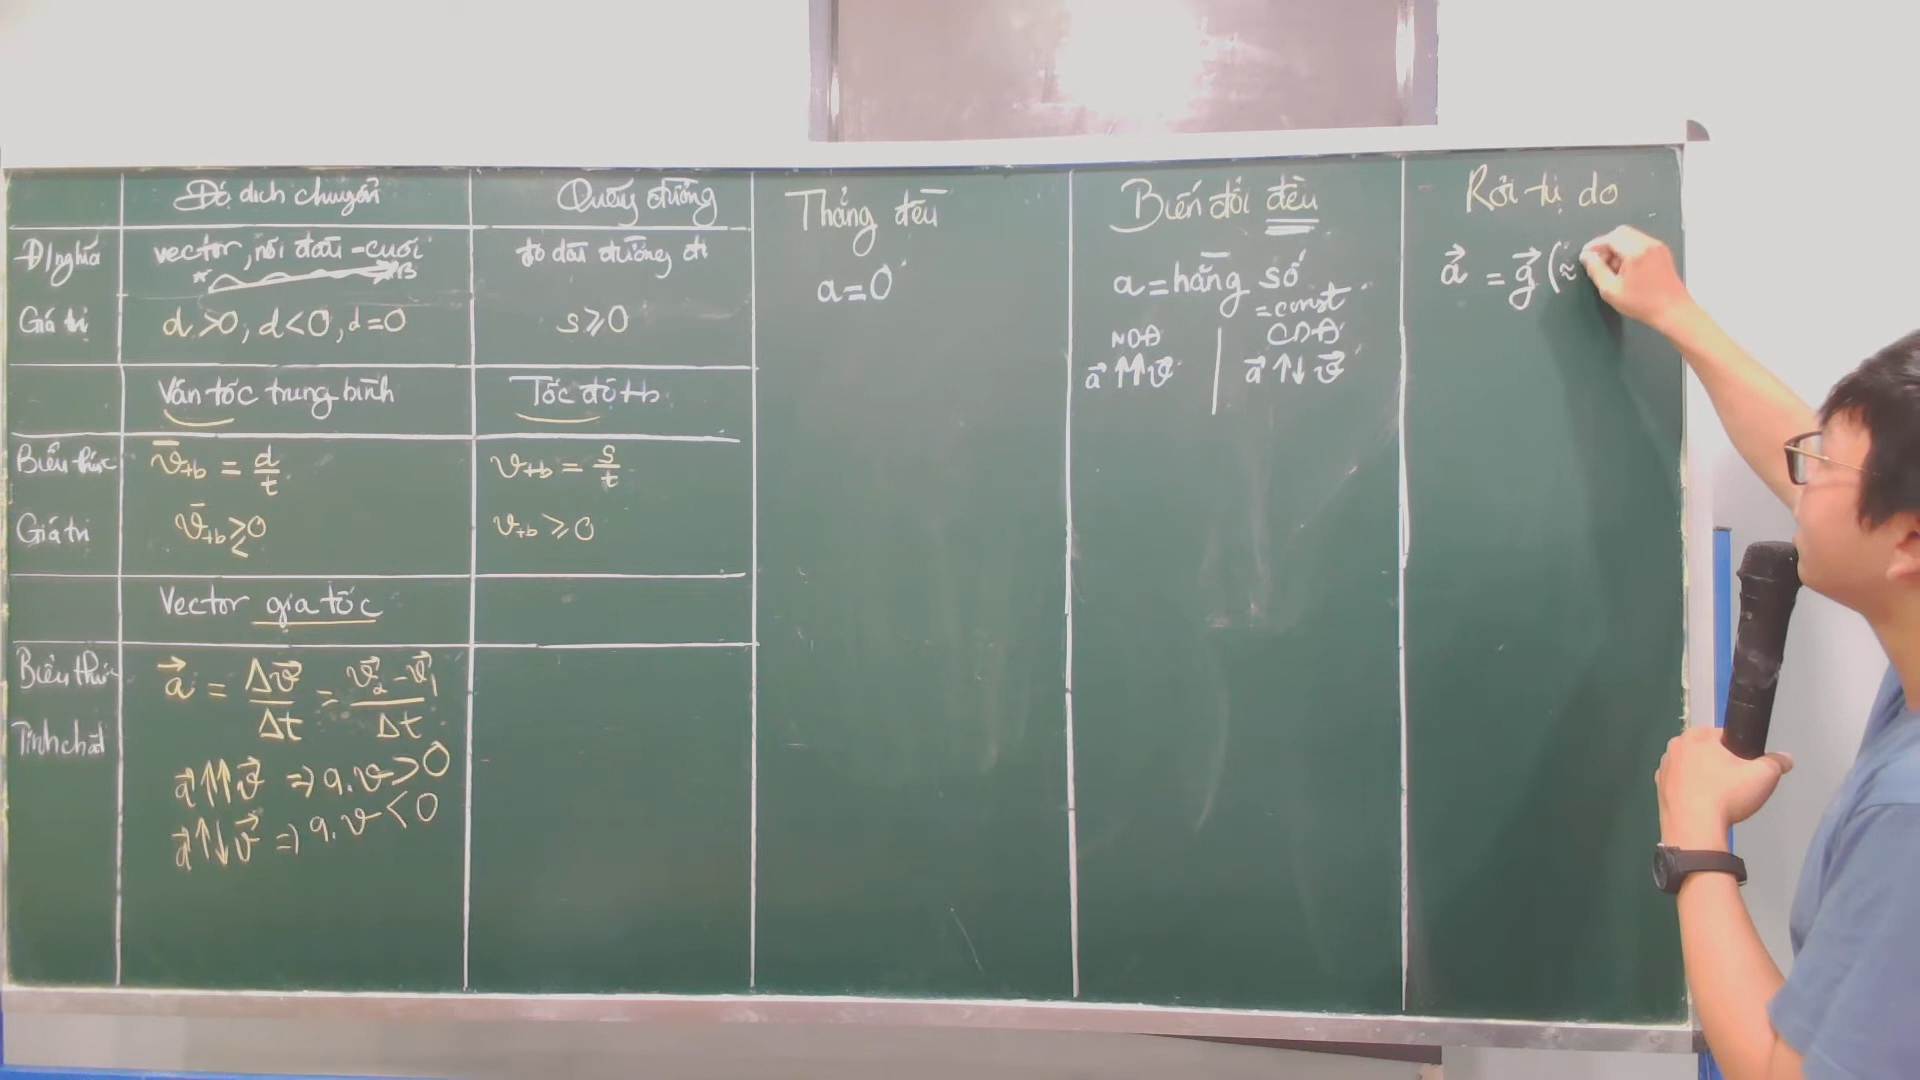 Độ dịch chuyển
Quãng đường
Đ/nghĩa
vector, nối đầu - cuối
A B
độ dài đường đi
Giá trị
d > 0, d < 0, d = 0
s ≥ 0
Vận tốc trung bình
Tốc độ tb
Biểu thức
v̄tb = d/t
vtb = s/t
Giá trị
v̄tb ⋛ 0
vtb ≥ 0
Vector gia tốc
Biểu thức
a⃗ = Δv⃗/Δt = (v⃗₂ - v⃗₁)/Δt
Tính chất
a⃗ ↑↑ v⃗ => a.v > 0
a⃗ ↑↓ v⃗ => a.v < 0
Thẳng đều
a = 0
Biến đổi đều
a = hằng số
= const
NDĐ
CDĐ
a⃗ ↑↑ v⃗
a⃗ ↑↓ v⃗
Rơi tự do
a⃗ = g⃗ (≈